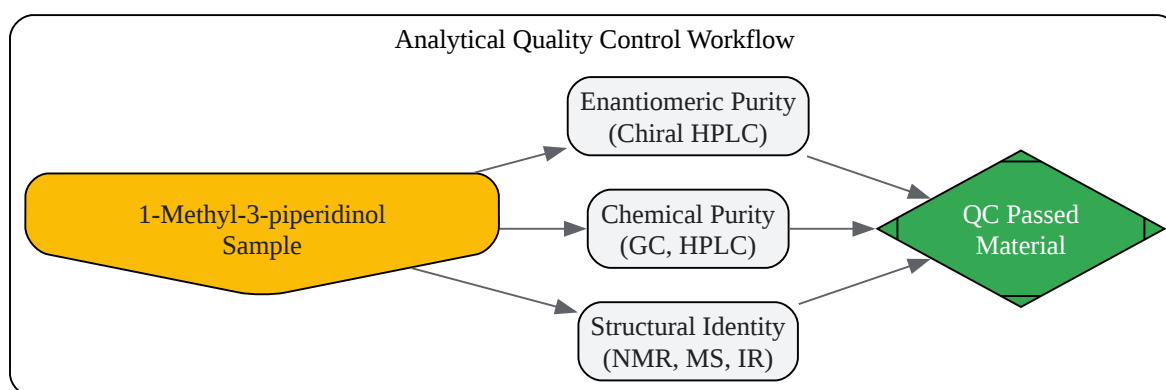 Analytical Quality Control Workflow
Enantiomeric Purity
(Chiral HPLC)
1-Methyl-3-piperidinol
Sample
Chemical Purity
(GC, HPLC)
QC Passed
Material
Structural Identity
(NMR, MS, IR)